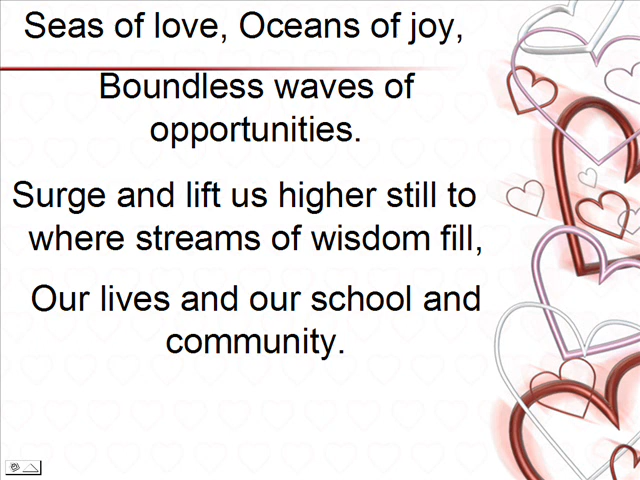 Seas of love, Oceans of joy,
Boundless waves of
opportunities.
Surge and lift us higher still to
where streams of wisdom fill,
Our lives and our school and
community.